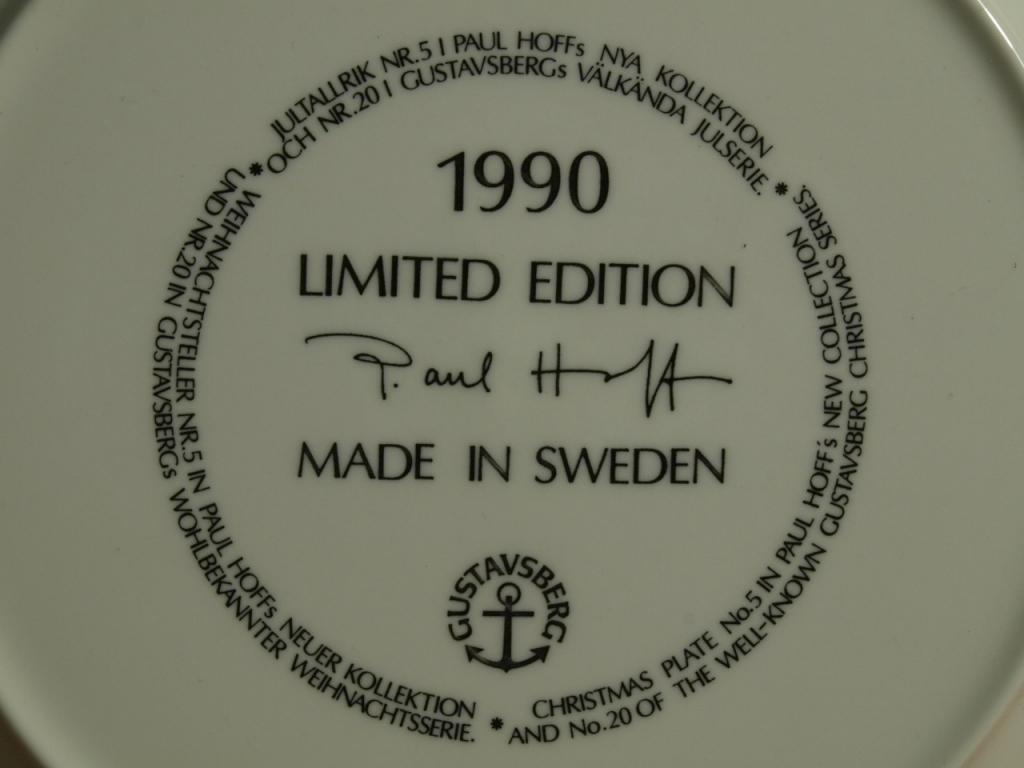 JULTALLRIK NR.5 I PAUL HOFFs NYA KOLLEKTION
OCH NR.20 I GUSTAVSBERGs VÄLKÄNDA JULSERIE.
*
CHRISTMAS PLATE No.5 IN PAUL HOFF's NEW COLLECTION
AND No.20 OF THE WELL-KNOWN GUSTAVSBERG CHRISTMAS SERIES.
*
WEIHNACHTSTELLER NR.5 IN PAUL HOFFs NEUER KOLLEKTION
UND NR.20 IN GUSTAVSBERGs WOHLBEKANNTER WEIHNACHTSSERIE.
*
1990
LIMITED EDITION
Paul Hoff
MADE IN SWEDEN
GUSTAVSBERG